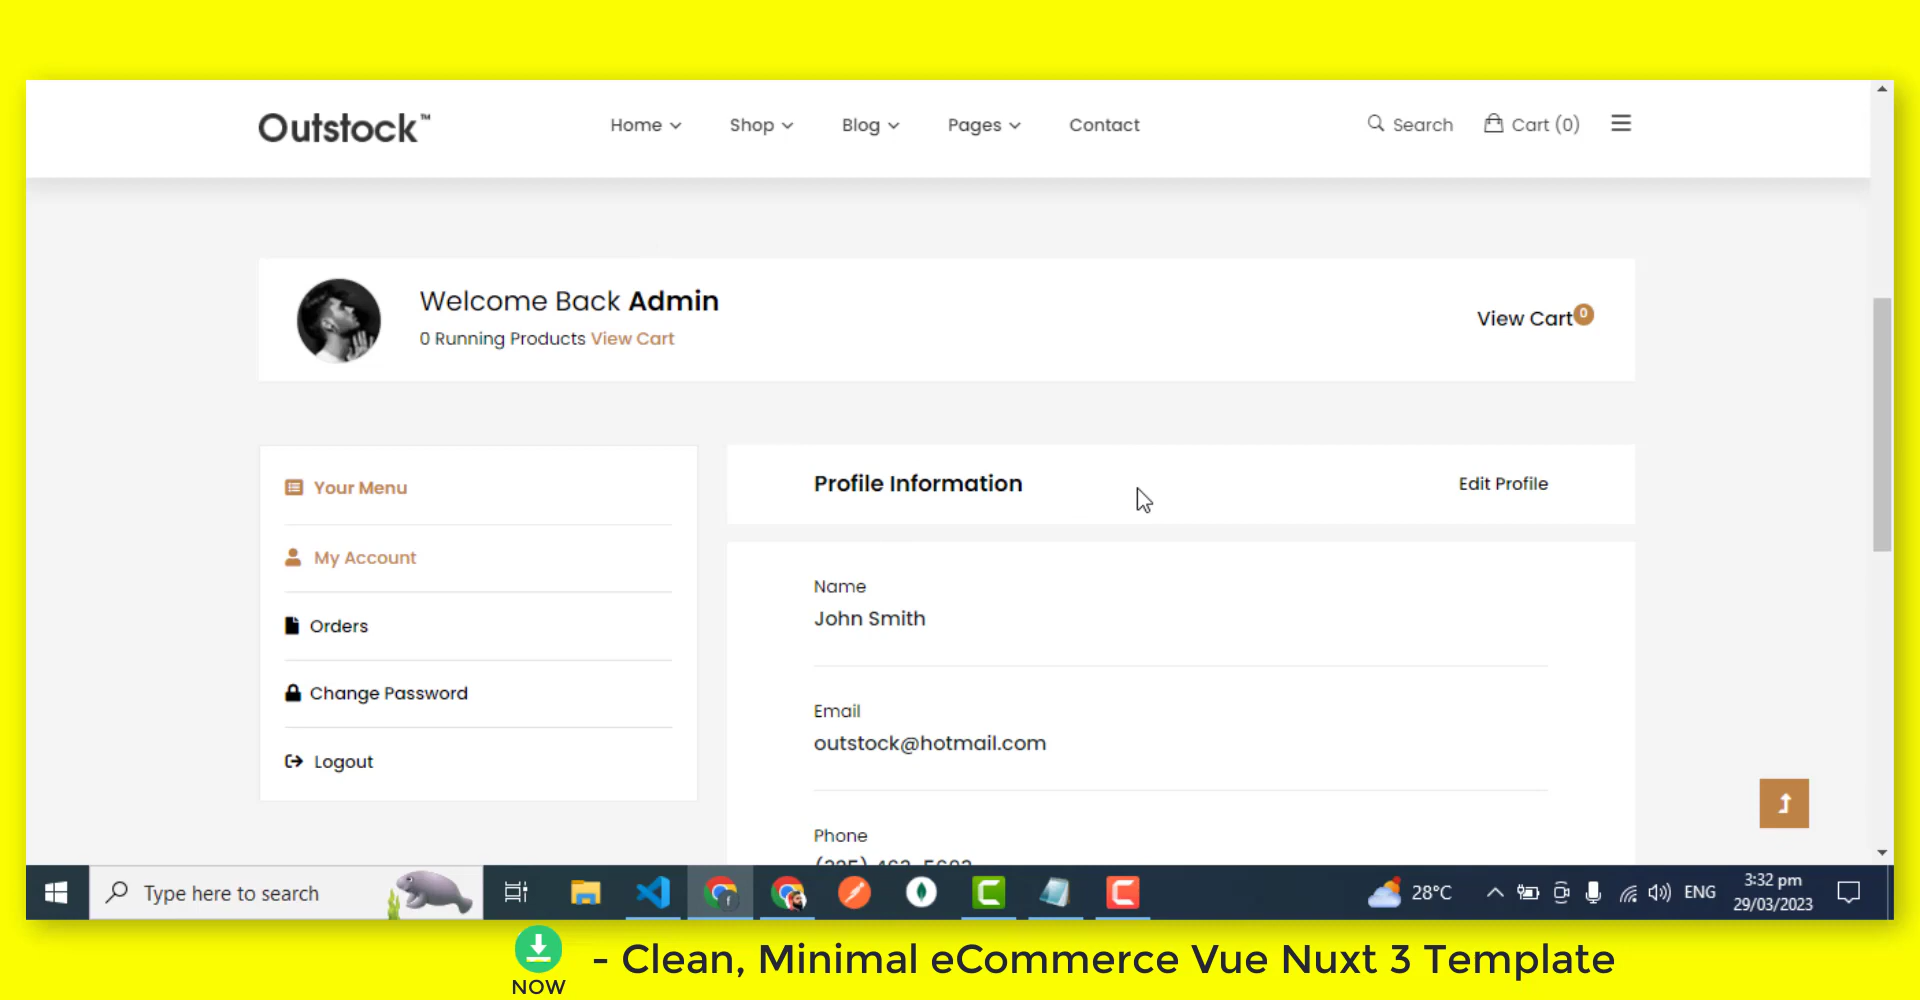 Outstock™
Home Shop Blog Pages Contact
Search Cart (0)
Welcome Back Admin
0 Running Products View Cart
View Cart 0
Your Menu
My Account
Orders
Change Password
Logout
Profile Information
Edit Profile
Name
John Smith
Email
outstock@hotmail.com
Phone
Type here to search
28°C
ENG
3:32 pm
29/03/2023
NOW
- Clean, Minimal eCommerce Vue Nuxt 3 Template